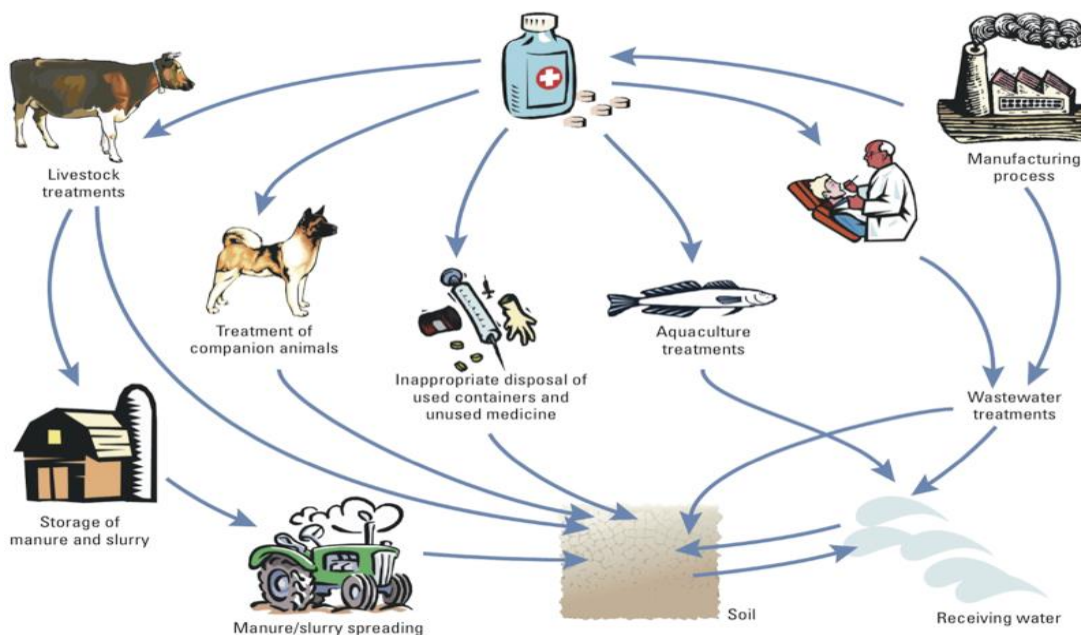 Livestock
treatments
Manufacturing
process
Treatment of
companion animals
Aquaculture
treatments
Inappropriate disposal of
used containers and
unused medicine
Wastewater
treatments
Storage of
manure and slurry
Manure/slurry spreading
Soil
Receiving water